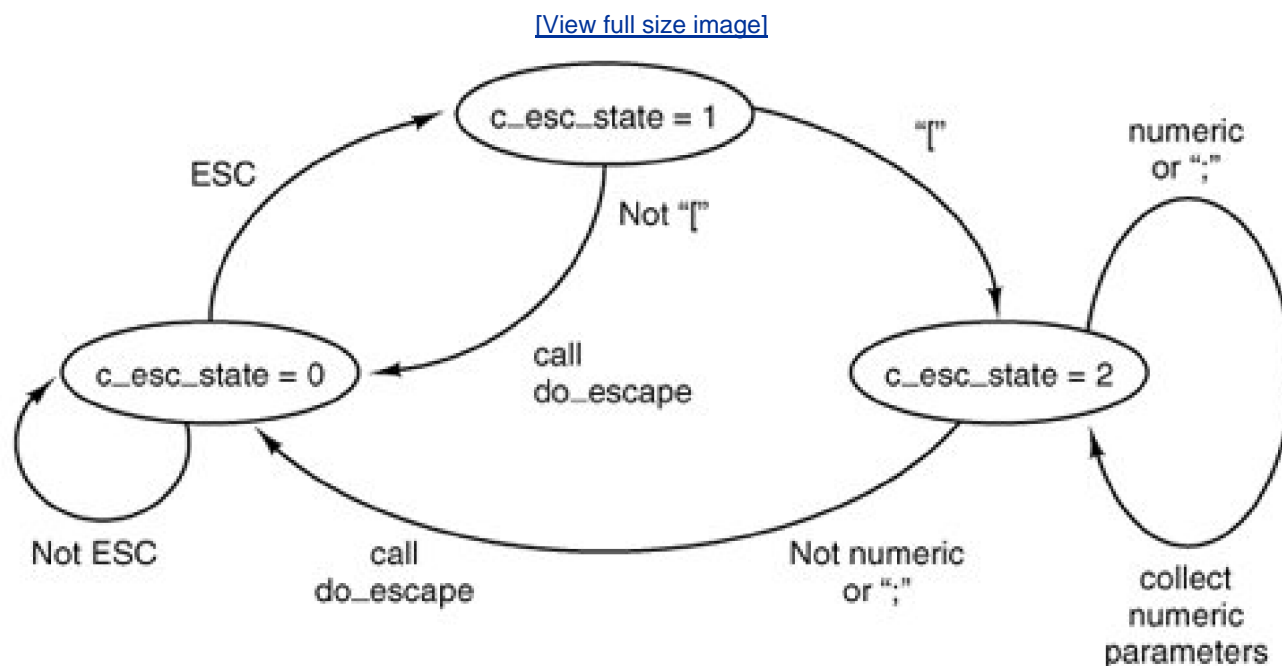 [View full size image]
c_esc_state = 1
“[”
numeric
or “;”
ESC
Not “[”
c_esc_state = 0
call
do_escape
c_esc_state = 2
Not ESC
call
do_escape
Not numeric
or “;”
collect
numeric
parameters